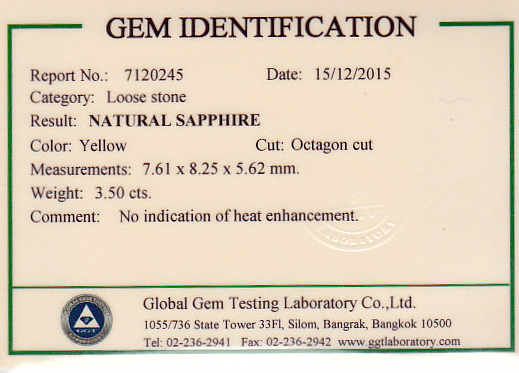 GEM IDENTIFICATION
Report No.: 7120245 Date: 15/12/2015
Category: Loose stone
Result: NATURAL SAPPHIRE
Color: Yellow Cut: Octagon cut
Measurements: 7.61 x 8.25 x 5.62 mm.
Weight: 3.50 cts.
Comment: No indication of heat enhancement.
Global Gem Testing Laboratory Co.,Ltd.
1055/736 State Tower 33Fl, Silom, Bangrak, Bangkok 10500
Tel: 02-236-2941 Fax: 02-236-2942 www.ggtlaboratory.com
GGT